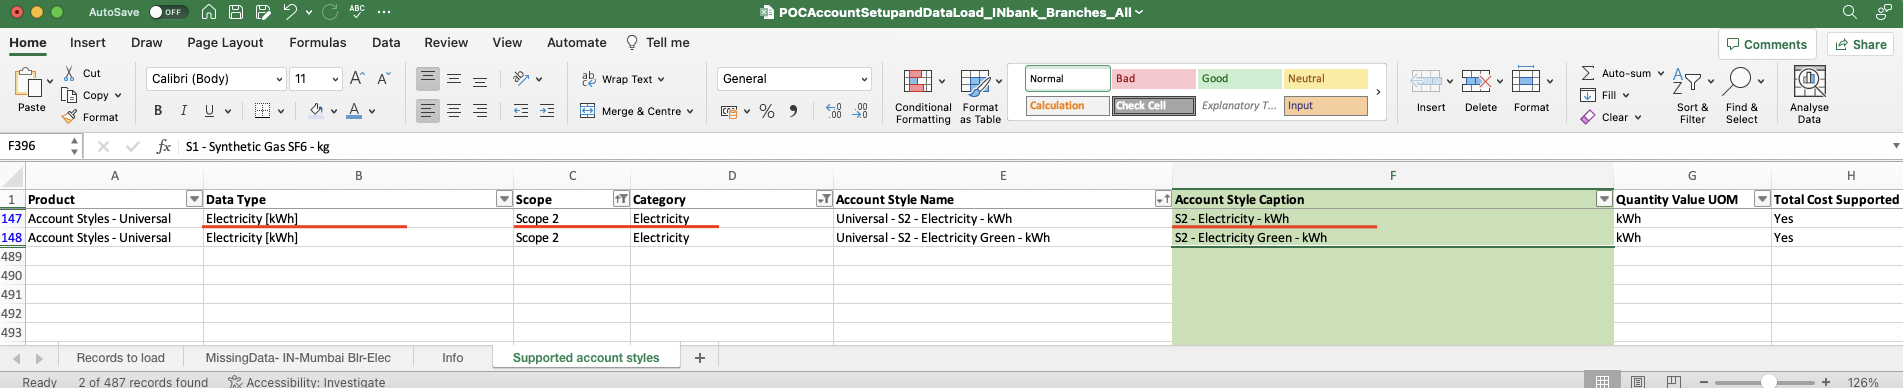 AutoSave OFF ABC ··· POCAccountSetupandDataLoad_INbank_Branches_All
Home Insert Draw Page Layout Formulas Data Review View Automate Tell me Comments Share
Paste
Cut
Copy
Format
Calibri (Body) 11 A A
B I U A
ab Wrap Text
Merge & Centre
General
% 9
Conditional Formatting
Format as Table
Normal Bad Good Neutral
Calculation Check Cell Explanatory T... Input
Insert Delete Format
Auto-sum
Fill
Clear
Sort & Filter
Find & Select
Analyse Data
F396 fx S1 - Synthetic Gas SF6 - kg
A B C D E F G H
1 Product Data Type Scope Category Account Style Name Account Style Caption Quantity Value UOM Total Cost Supported
147 Account Styles - Universal Electricity [kWh] Scope 2 Electricity Universal - S2 - Electricity - kWh S2 - Electricity - kWh kWh Yes
148 Account Styles - Universal Electricity [kWh] Scope 2 Electricity Universal - S2 - Electricity Green - kWh S2 - Electricity Green - kWh kWh Yes
489
490
491
492
493
Records to load MissingData- IN-Mumbai Blr-Elec Info Supported account styles +
Ready 2 of 487 records found Accessibility: Investigate 126%